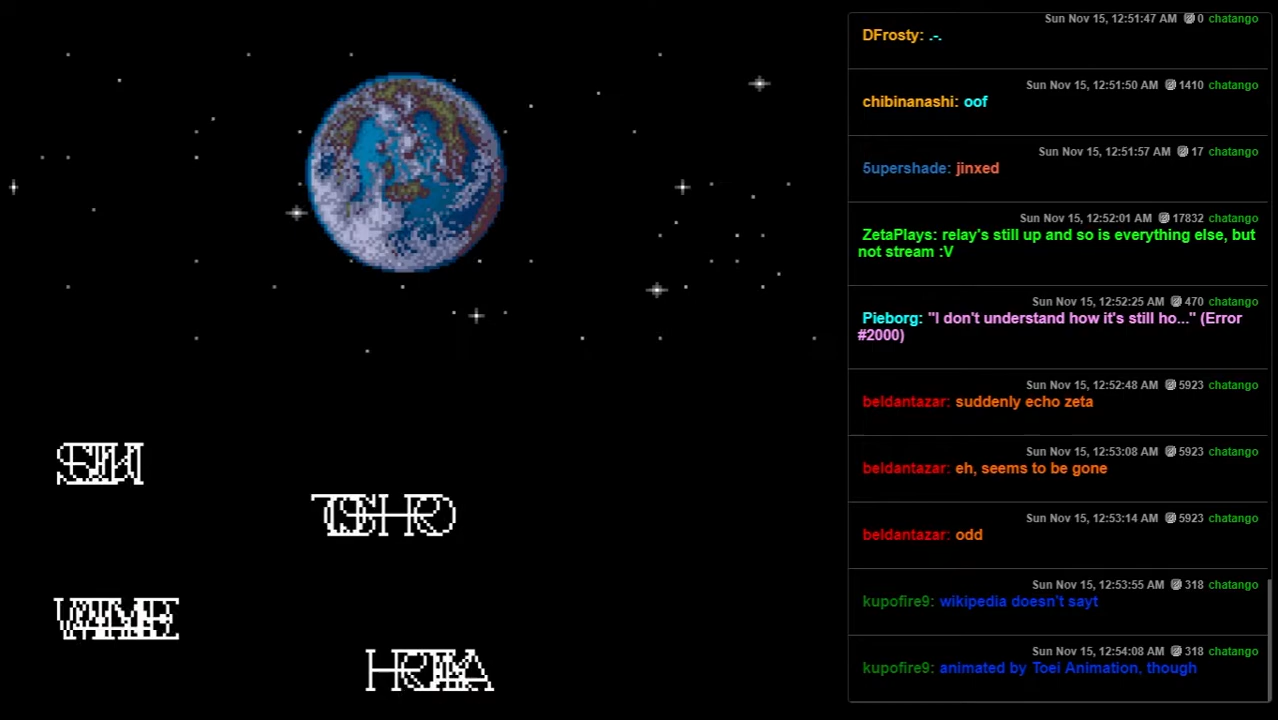 Sun Nov 15, 12:51:47 AM 0 chatango
DFrosty: .-.
Sun Nov 15, 12:51:50 AM 1410 chatango
chibinanashi: oof
Sun Nov 15, 12:51:57 AM 17 chatango
5upershade: jinxed
Sun Nov 15, 12:52:01 AM 17832 chatango
ZetaPlays: relay's still up and so is everything else, but
not stream :V
Sun Nov 15, 12:52:25 AM 470 chatango
Pieborg: "I don't understand how it's still ho..." (Error
#2000)
Sun Nov 15, 12:52:48 AM 5923 chatango
beldantazar: suddenly echo zeta
Sun Nov 15, 12:53:08 AM 5923 chatango
beldantazar: eh, seems to be gone
Sun Nov 15, 12:53:14 AM 5923 chatango
beldantazar: odd
Sun Nov 15, 12:53:55 AM 318 chatango
kupofire9: wikipedia doesn't sayt
Sun Nov 15, 12:54:08 AM 318 chatango
kupofire9: animated by Toei Animation, though